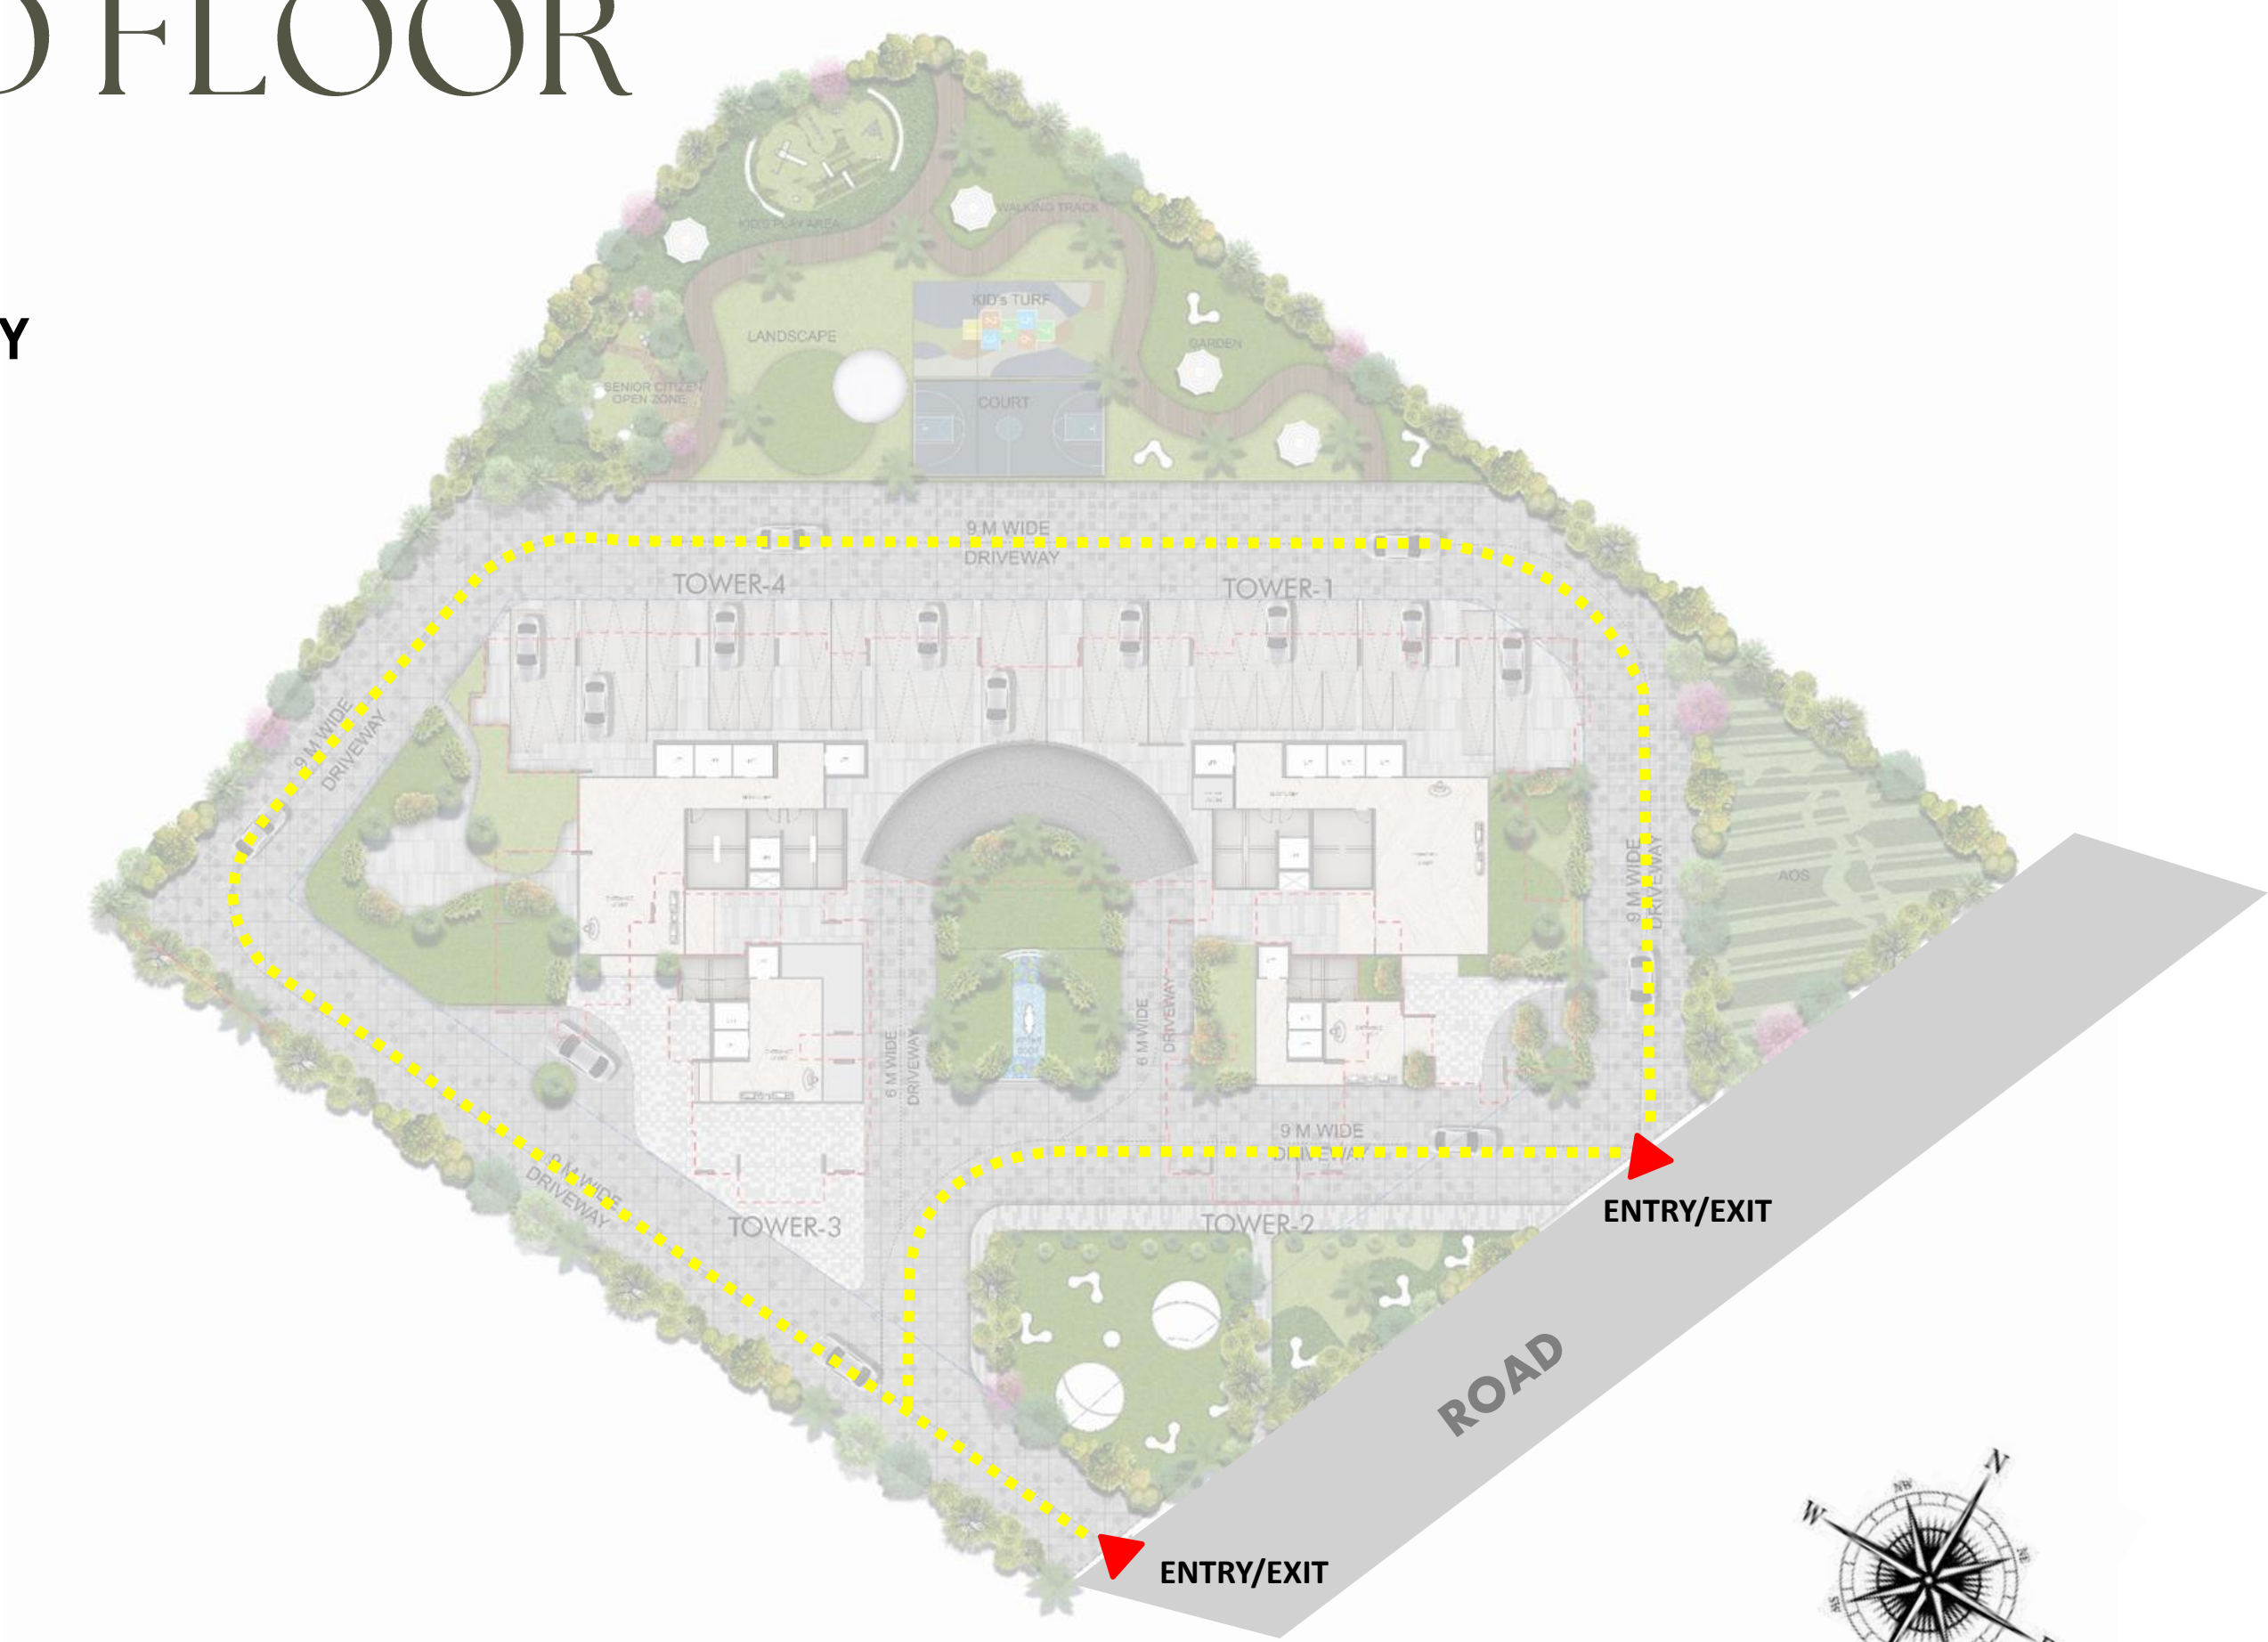 D FLOOR
Y
KID'S PLAY AREA
WALKING TRACK
KID's TURF
LANDSCAPE
GARDEN
SENIOR CITIZEN
OPEN ZONE
COURT
9 M WIDE
DRIVEWAY
TOWER-4
TOWER-1
9 M WIDE
DRIVEWAY
9 M WIDE
DRIVEWAY
AOS
6 M WIDE
DRIVEWAY
6 M WIDE
DRIVEWAY
9 M WIDE
DRIVEWAY
9 M WIDE
DRIVEWAY
TOWER-3
TOWER-2
ENTRY/EXIT
ROAD
ENTRY/EXIT
N
NW
W
NE
SW